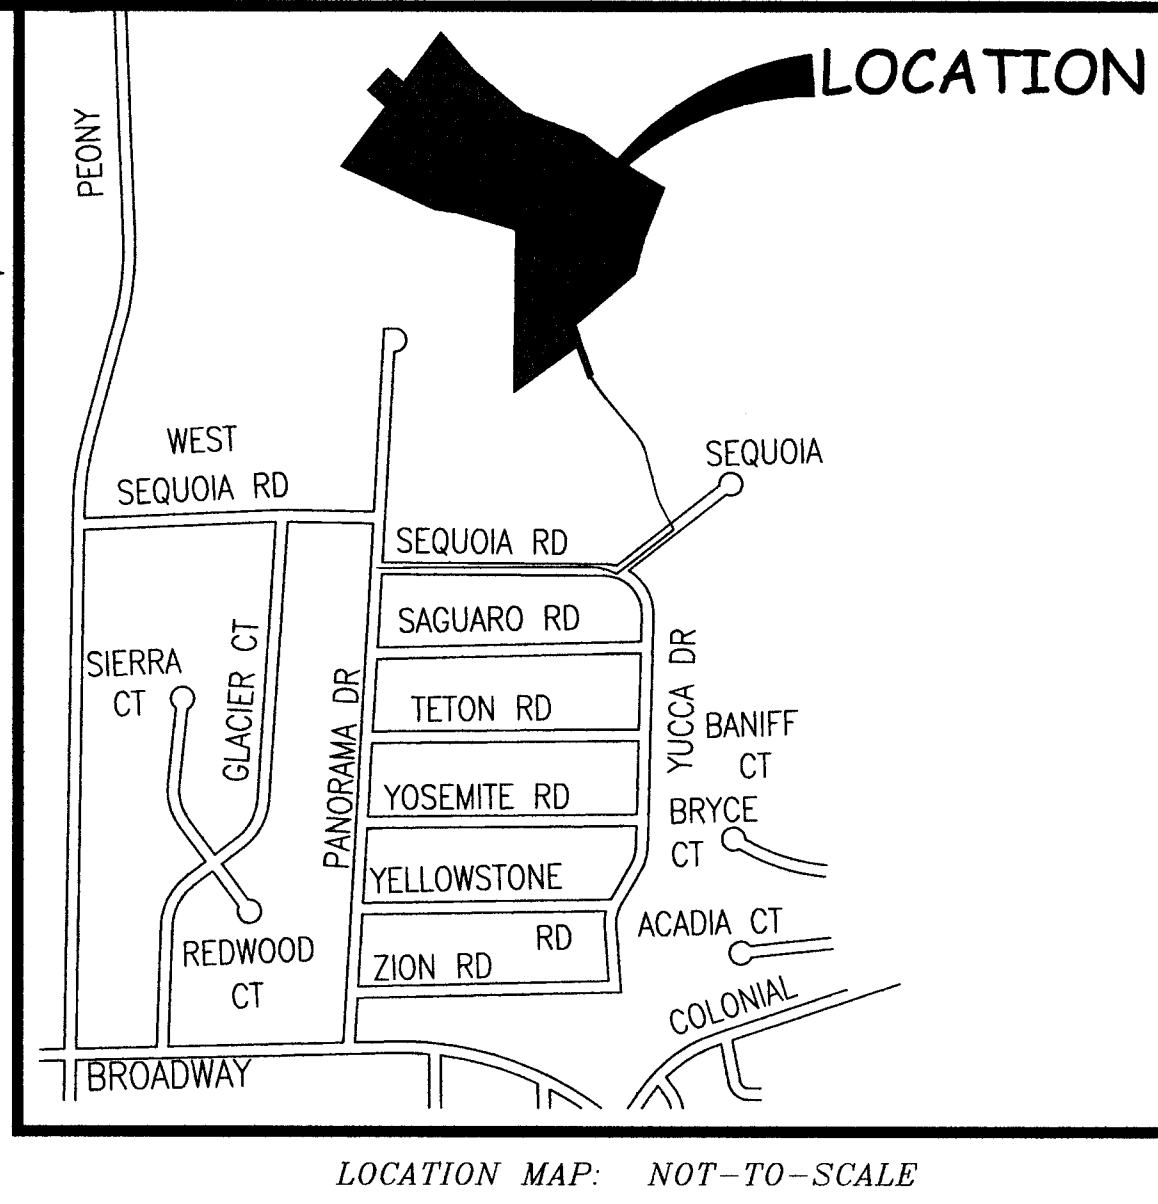 LOCATION
PEONY
WEST
SEQUOIA RD
SEQUOIA
SEQUOIA RD
SAGUARO RD
SIERRA
CT
GLACIER CT
PANORAMA DR
TETON RD
YUCCA DR
BANIFF
CT
YOSEMITE RD
BRYCE
CT
YELLOWSTONE
RD
ACADIA CT
REDWOOD
CT
ZION RD
COLONIAL
BROADWAY
LOCATION MAP: NOT-TO-SCALE